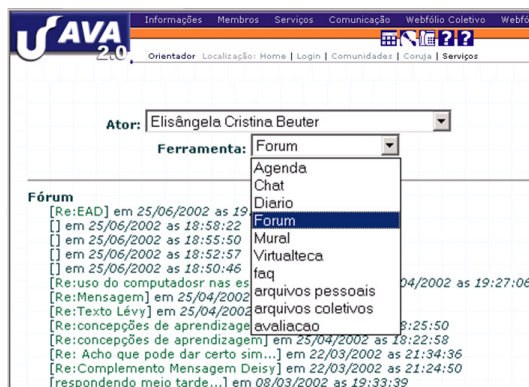 AVA
2.0
Informações Membros Serviços Comunicação Webfólio Coletivo Webfó
Orientador Localização: Home | Login | Comunidades | Coruja | Serviços
Ator: Elisângela Cristina Beuter
Ferramenta: Forum
Agenda
Chat
Diario
Forum
Mural
Virtualteca
faq
arquivos pessoais
arquivos coletivos
avaliacao
Fórum
[Re:EAD] em 25/06/2002 as 19
[] em 25/06/2002 as 18:58:22
[] em 25/06/2002 as 18:55:50
[] em 25/06/2002 as 18:52:57
[] em 25/06/2002 as 18:50:46
[Re:uso do computadosr nas es 04/2002 as 19:27:06
[Re:Mensagem] em 25/04/2002
[Re:Texto Lévy] em 25/04/2002
[Re:concepções de aprendizage 8:25:50
[Re:concepções de aprendizagem] em 25/04/2002 as 18:22:58
[Re: Acho que pode dar certo sim...] em 22/03/2002 as 21:34:36
[Re:Complemento Mensagem Deisy] em 22/03/2002 as 21:24:50
[respondendo meio tarde...] em 08/03/2002 as 19:33:39